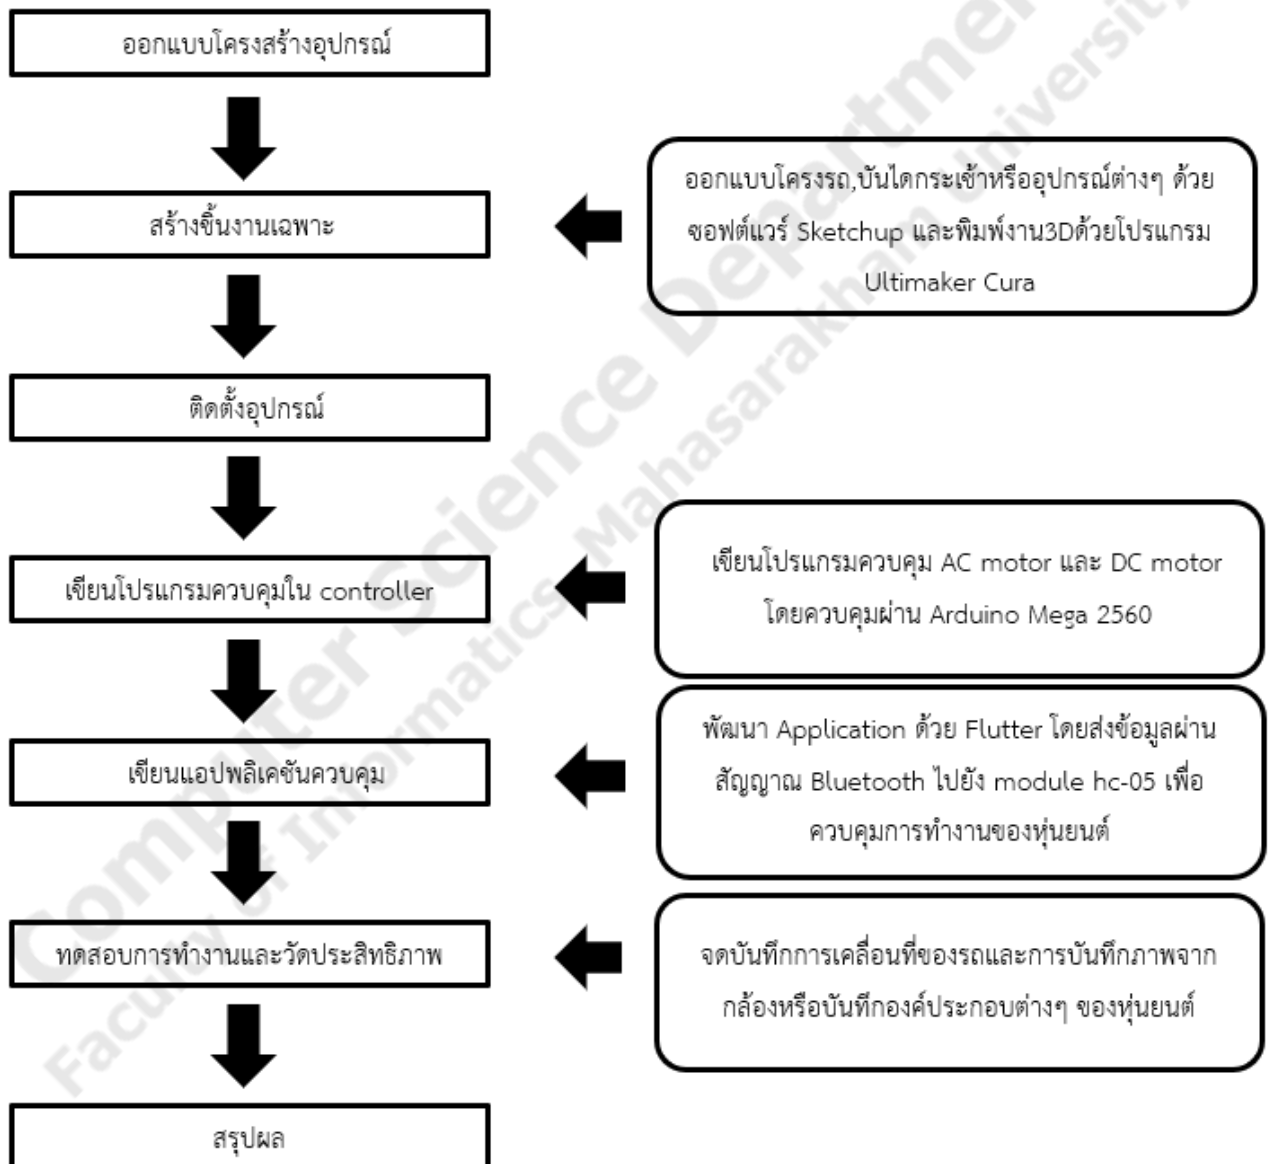 ออกแบบโครงสร้างอุปกรณ์
สร้างชิ้นงานเฉพาะ
ออกแบบโครงรถ,บันไดกระเช้าหรืออุปกรณ์ต่างๆ ด้วย
ซอฟต์แวร์ Sketchup และพิมพ์งาน3Dด้วยโปรแกรม
Ultimaker Cura
ติดตั้งอุปกรณ์
เขียนโปรแกรมควบคุมใน controller
เขียนโปรแกรมควบคุม AC motor และ DC motor
โดยควบคุมผ่าน Arduino Mega 2560
เขียนแอปพลิเคชันควบคุม
พัฒนา Application ด้วย Flutter โดยส่งข้อมูลผ่าน
สัญญาณ Bluetooth ไปยัง module hc-05 เพื่อ
ควบคุมการทำงานของหุ่นยนต์
ทดสอบการทำงานและวัดประสิทธิภาพ
จดบันทึกการเคลื่อนที่ของรถและการบันทึกภาพจาก
กล้องหรือบันทึกองค์ประกอบต่างๆ ของหุ่นยนต์
สรุปผล
Computer Science Departmen
Faculty of Informatics, Mahasarakham University